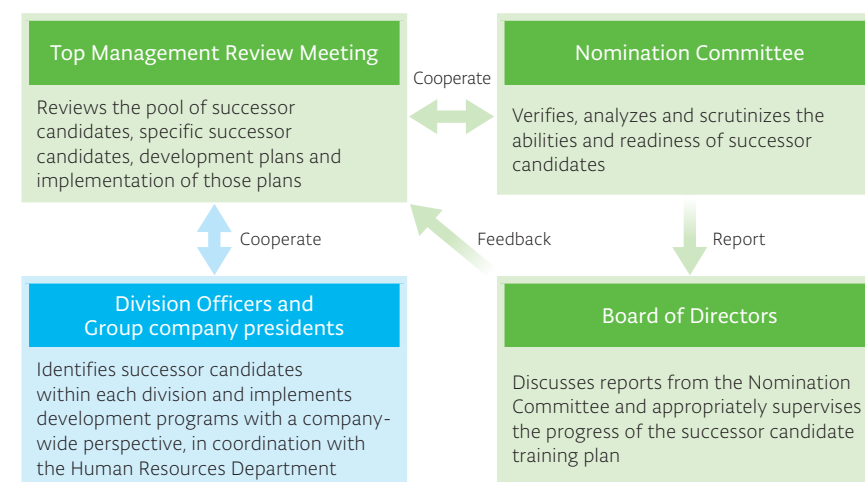 Top Management Review Meeting
Reviews the pool of successor
candidates, specific successor
candidates, development plans and
implementation of those plans
Cooperate
Nomination Committee
Verifies, analyzes and scrutinizes the
abilities and readiness of successor
candidates
Cooperate
Feedback
Report
Division Officers and
Group company presidents
Identifies successor candidates
within each division and implements
development programs with a company-
wide perspective, in coordination with
the Human Resources Department
Board of Directors
Discusses reports from the Nomination
Committee and appropriately supervises
the progress of the successor candidate
training plan